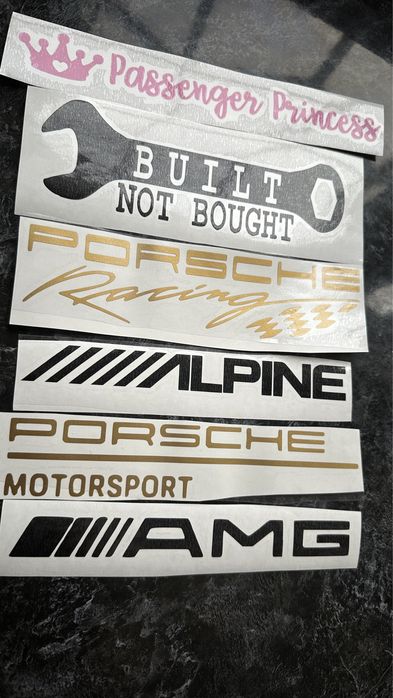 Passenger Princess
BUILT
NOT BOUGHT
PORSCHE
Racing
ALPINE
PORSCHE
MOTORSPORT
AMG